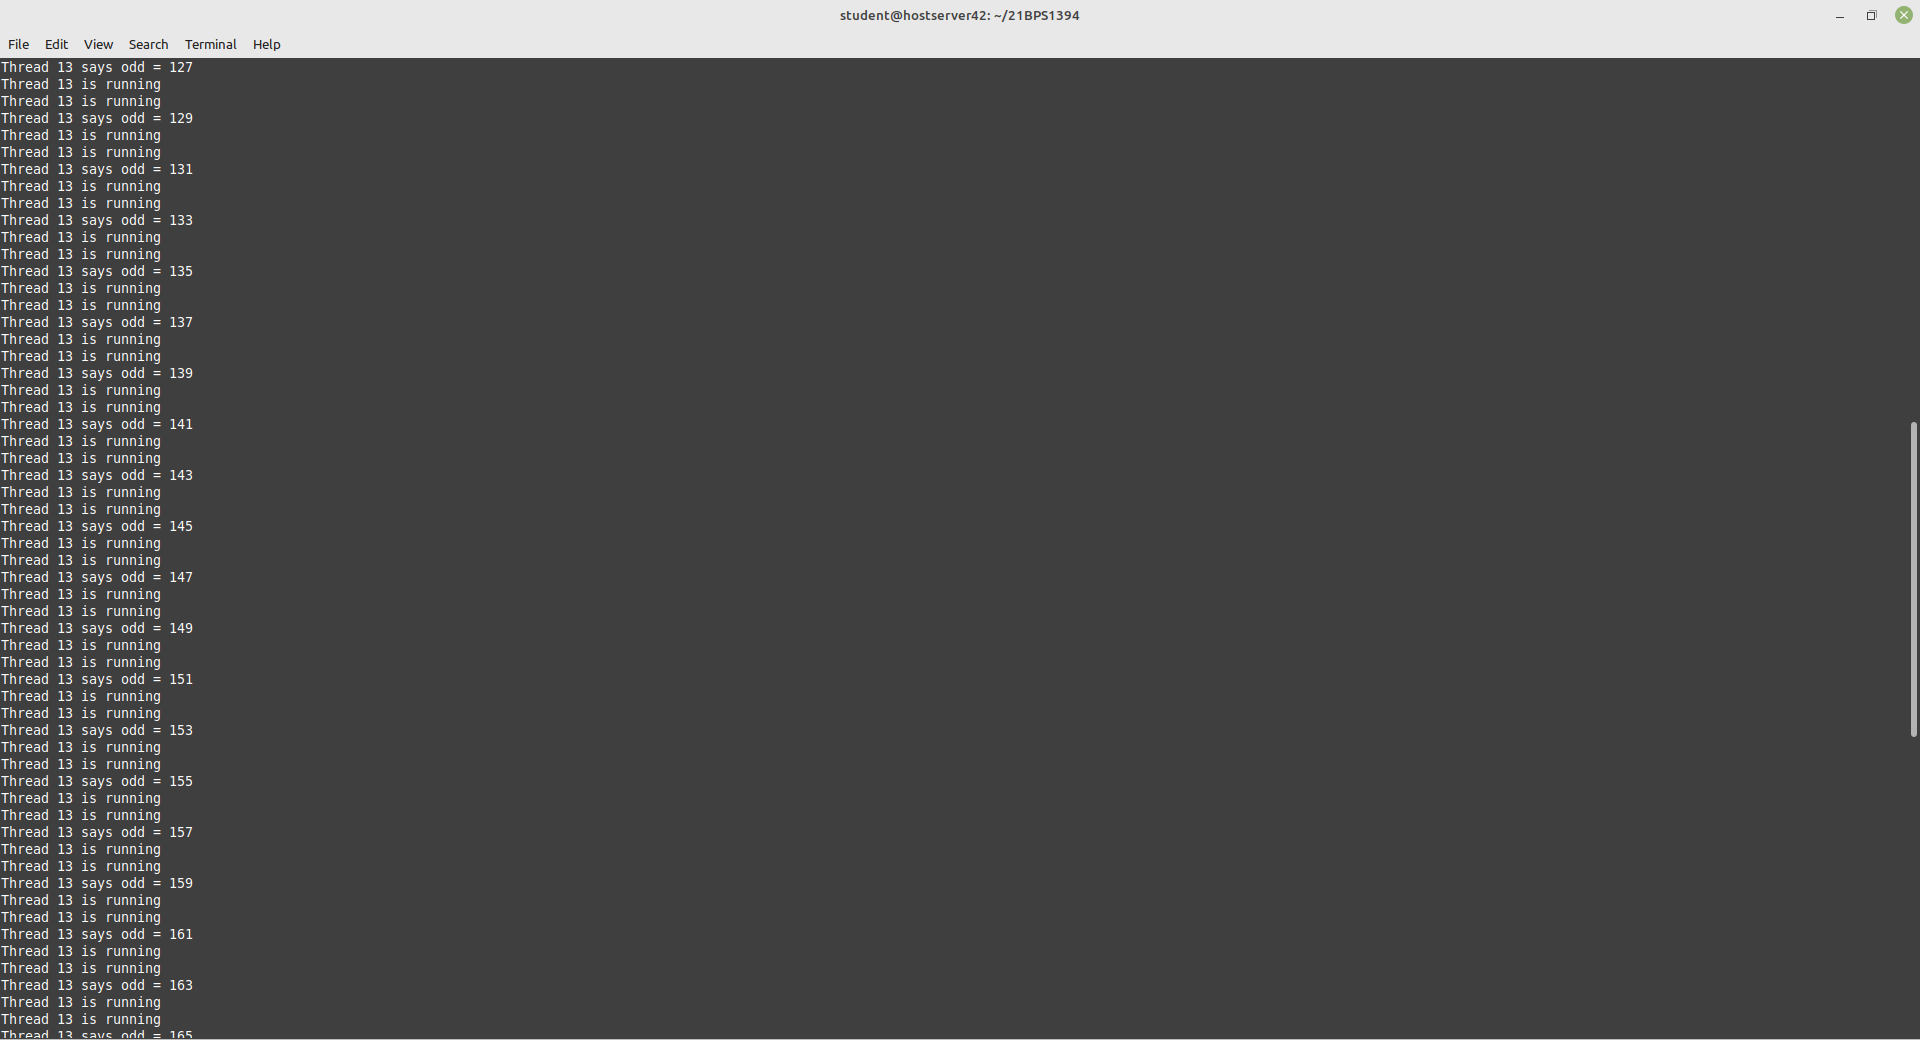 student@hostserver42: ~/21BPS1394
File Edit View Search Terminal Help
Thread 13 says odd = 127
Thread 13 is running
Thread 13 is running
Thread 13 says odd = 129
Thread 13 is running
Thread 13 is running
Thread 13 says odd = 131
Thread 13 is running
Thread 13 is running
Thread 13 says odd = 133
Thread 13 is running
Thread 13 is running
Thread 13 says odd = 135
Thread 13 is running
Thread 13 is running
Thread 13 says odd = 137
Thread 13 is running
Thread 13 is running
Thread 13 says odd = 139
Thread 13 is running
Thread 13 is running
Thread 13 says odd = 141
Thread 13 is running
Thread 13 is running
Thread 13 says odd = 143
Thread 13 is running
Thread 13 is running
Thread 13 says odd = 145
Thread 13 is running
Thread 13 is running
Thread 13 says odd = 147
Thread 13 is running
Thread 13 is running
Thread 13 says odd = 149
Thread 13 is running
Thread 13 is running
Thread 13 says odd = 151
Thread 13 is running
Thread 13 is running
Thread 13 says odd = 153
Thread 13 is running
Thread 13 is running
Thread 13 says odd = 155
Thread 13 is running
Thread 13 is running
Thread 13 says odd = 157
Thread 13 is running
Thread 13 is running
Thread 13 says odd = 159
Thread 13 is running
Thread 13 is running
Thread 13 says odd = 161
Thread 13 is running
Thread 13 is running
Thread 13 says odd = 163
Thread 13 is running
Thread 13 is running
Thread 13 says odd = 165